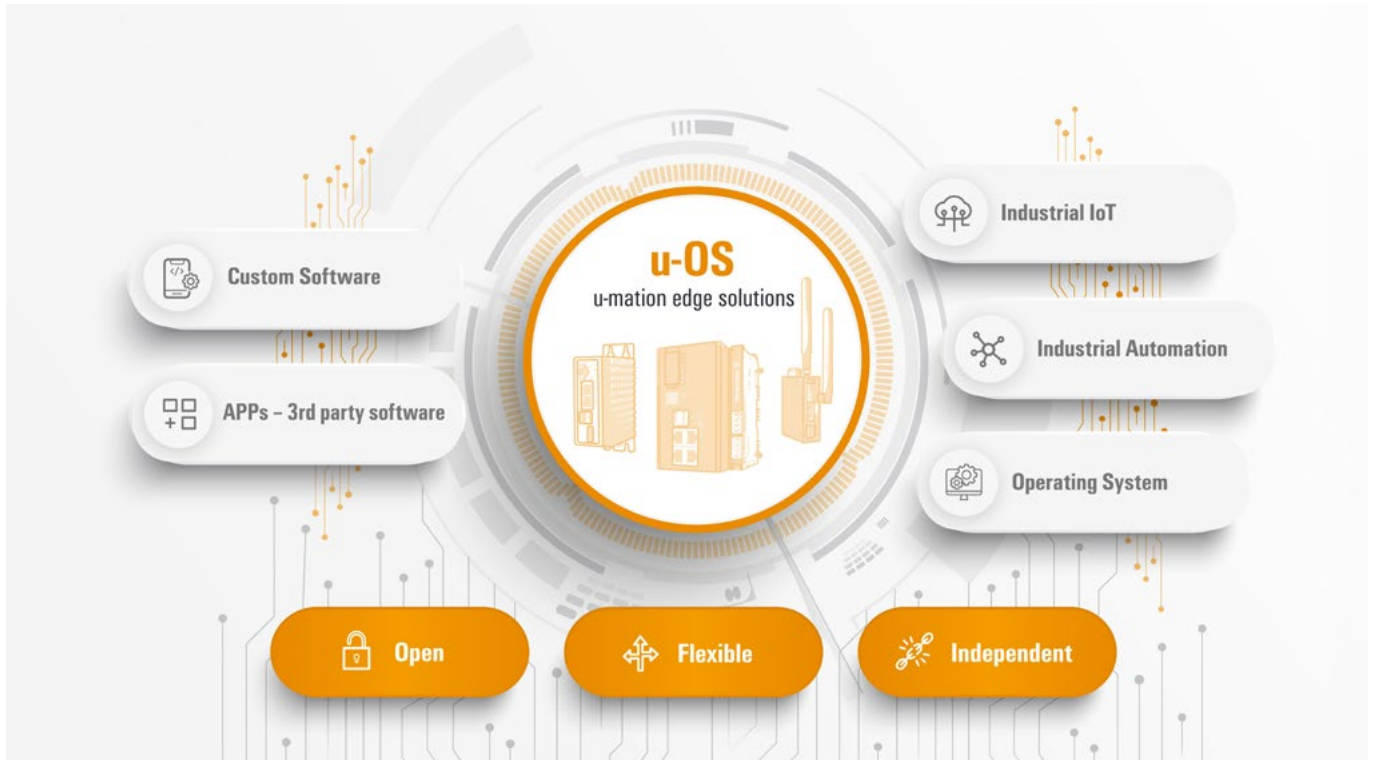 u-OS
u-mation edge solutions
Custom Software
APPs – 3rd party software
Industrial IoT
Industrial Automation
Operating System
Open
Flexible
Independent